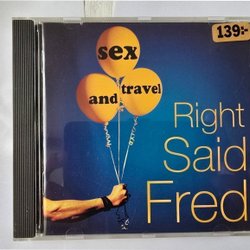 139:-
sex
and travel
Right
Said
Fred